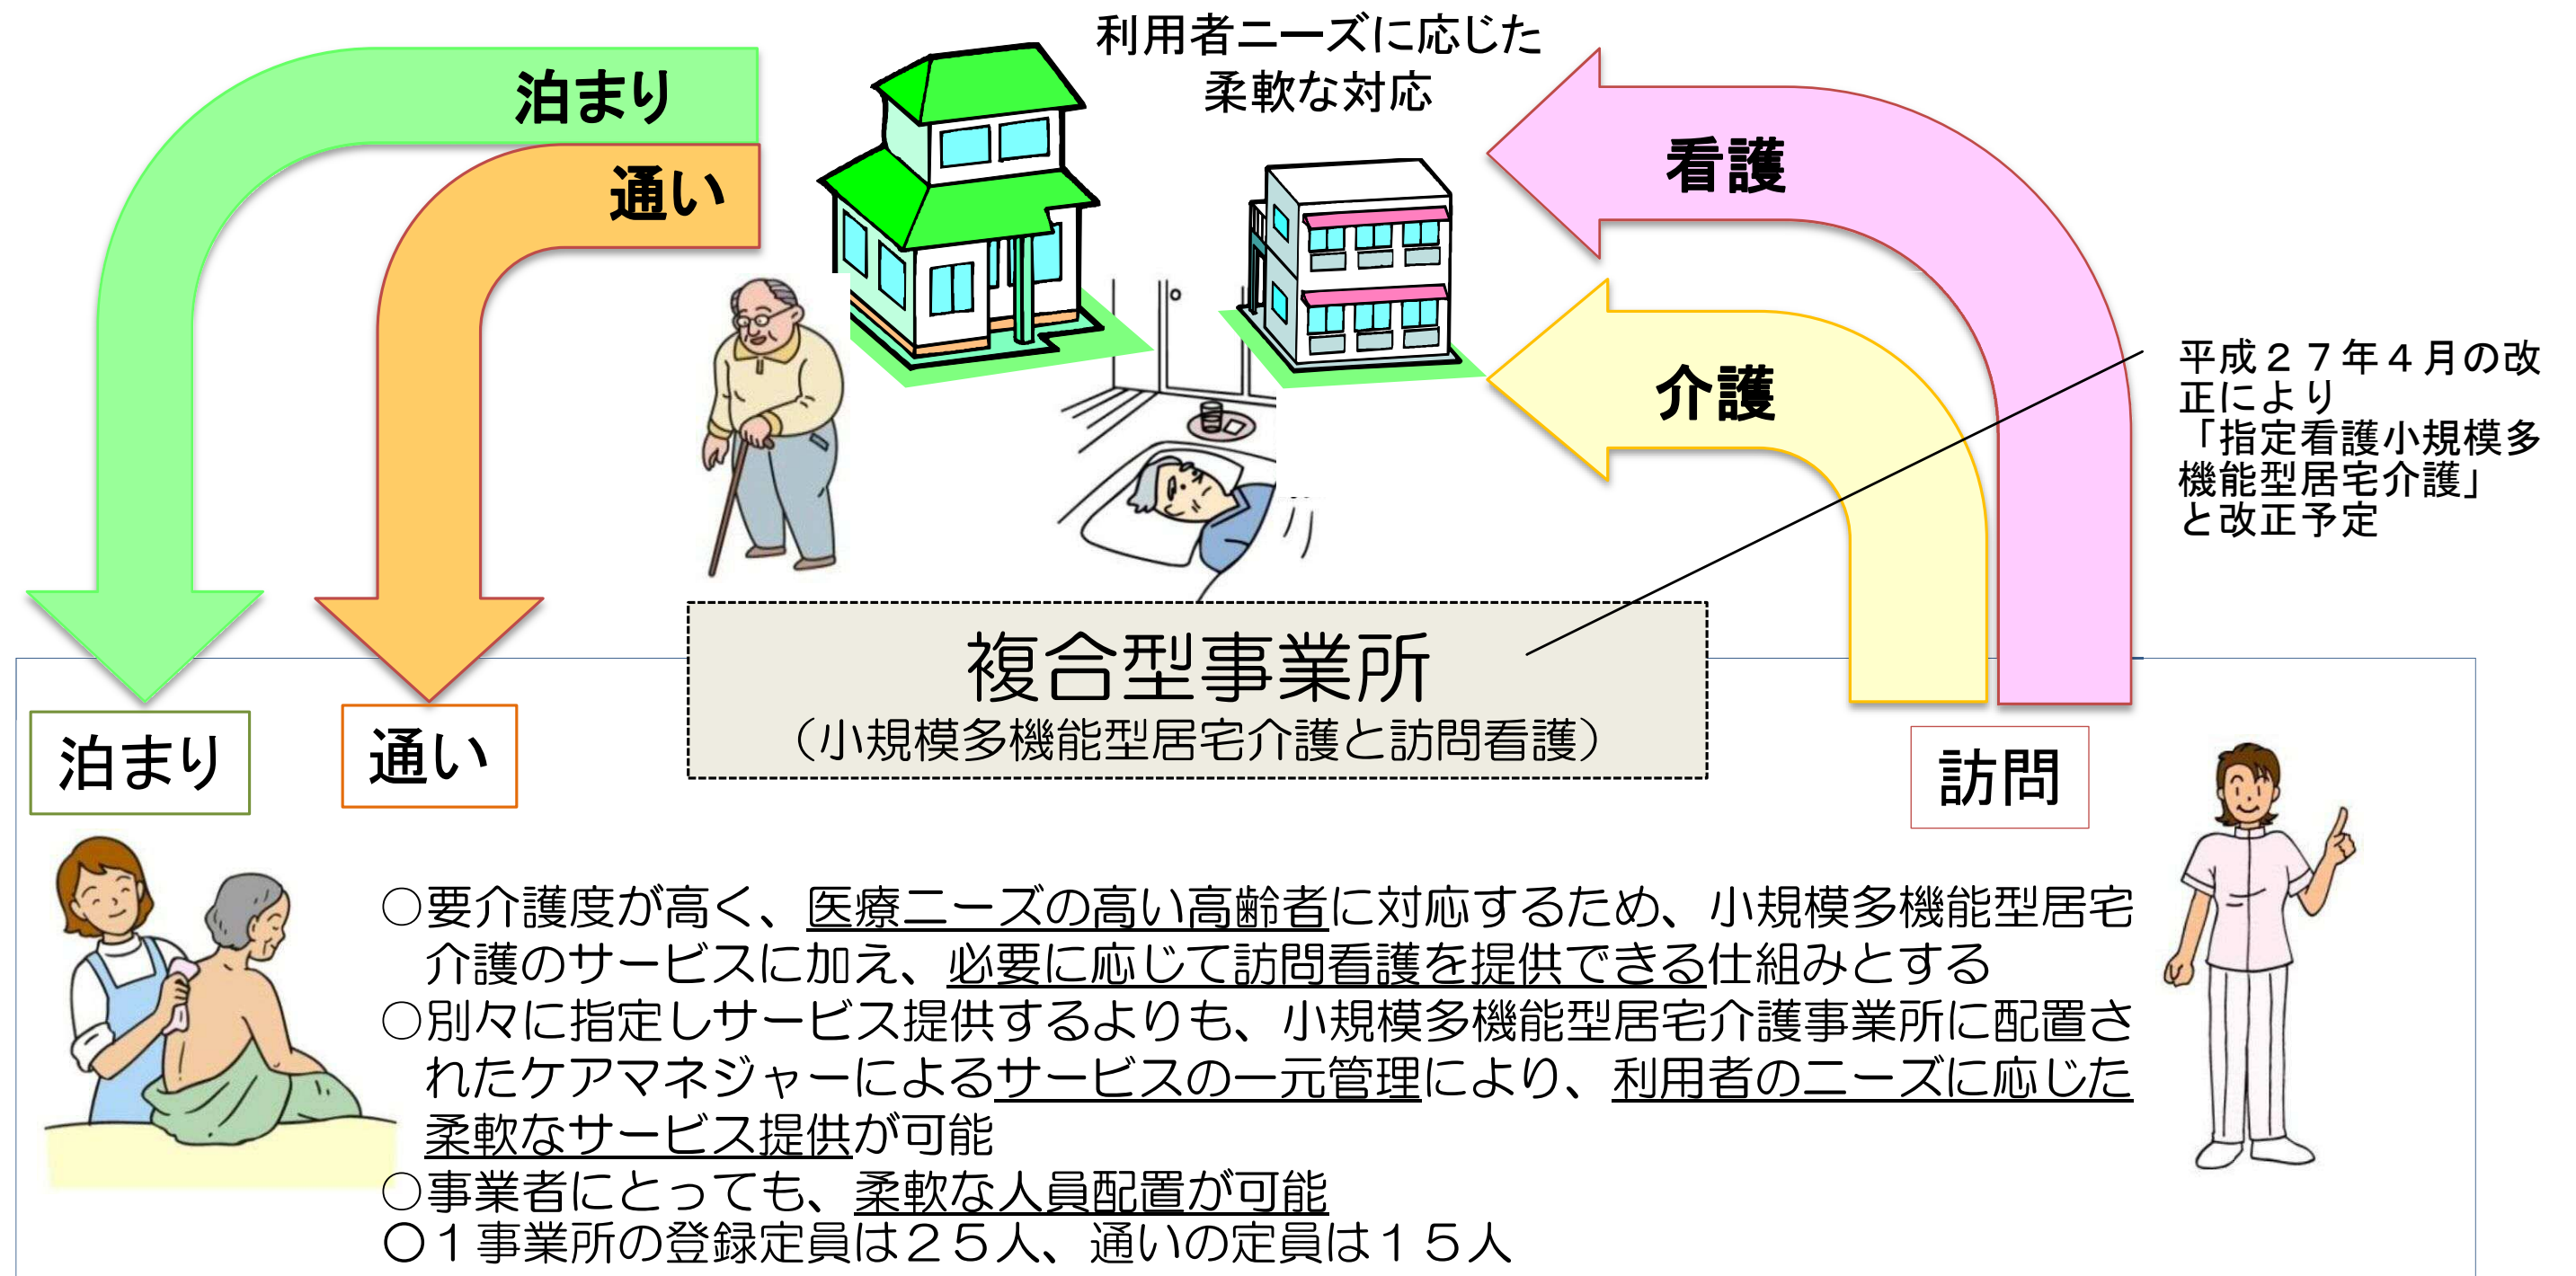 利用者ニーズに応じた
柔軟な対応
泊まり
通い
看護
介護
平成２７年４月の改
正により
「指定看護小規模多
機能型居宅介護」
と改正予定
複合型事業所
（小規模多機能型居宅介護と訪問看護）
泊まり
通い
訪問
○要介護度が高く、医療ニーズの高い高齢者に対応するため、小規模多機能型居宅
介護のサービスに加え、必要に応じて訪問看護を提供できる仕組みとする
○別々に指定しサービス提供するよりも、小規模多機能型居宅介護事業所に配置さ
れたケアマネジャーによるサービスの一元管理により、利用者のニーズに応じた
柔軟なサービス提供が可能
○事業者にとっても、柔軟な人員配置が可能
○１事業所の登録定員は２５人、通いの定員は１５人